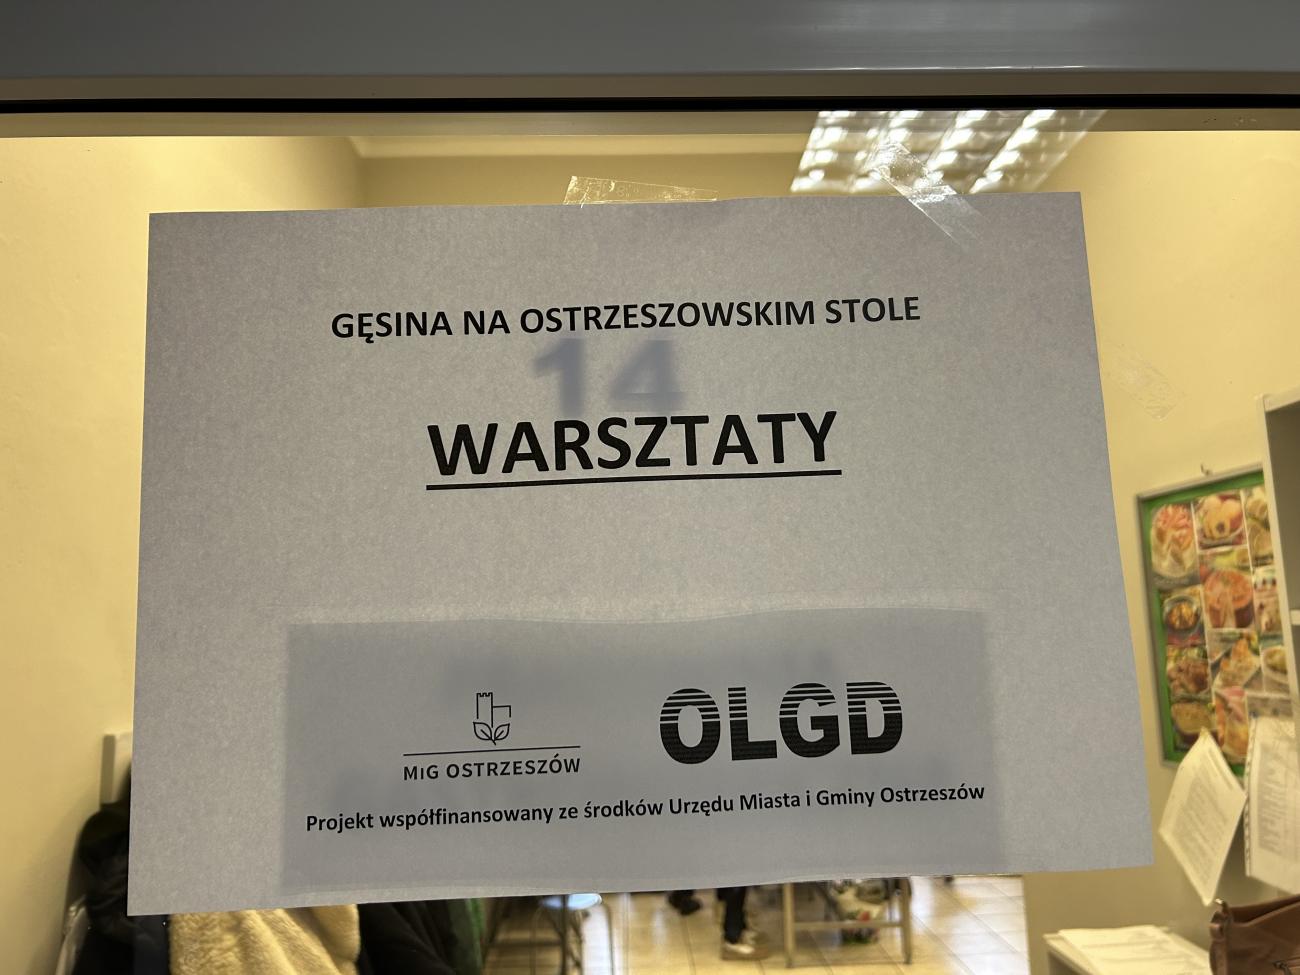 GĘSINA NA OSTRZESZOWSKIM STOLE
14
WARSZTATY
OLGD
MiG OSTRZESZÓW
Projekt współfinansowany ze środków Urzędu Miasta i Gminy Ostrzeszów